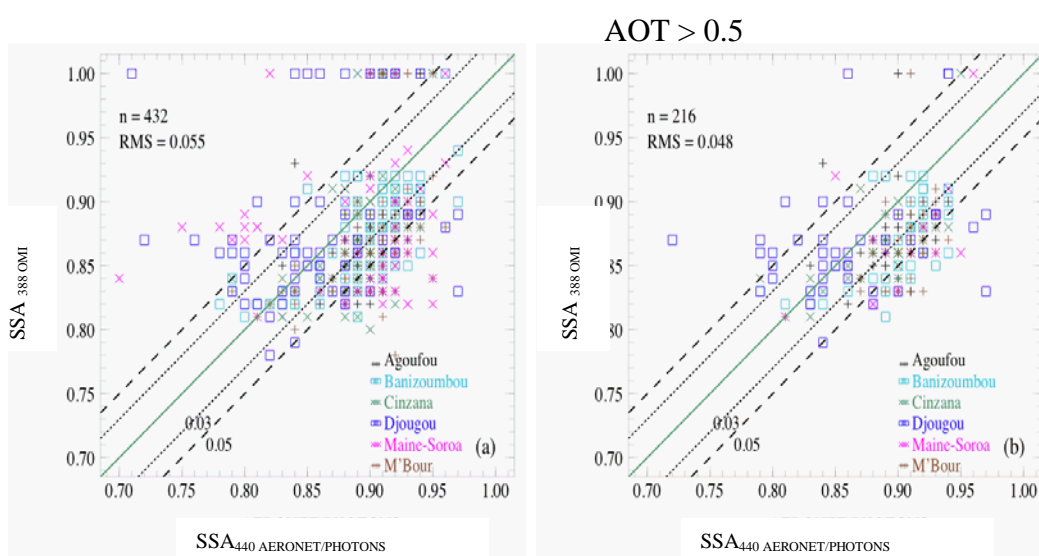 AOT > 0.5
1.00
0.95
0.90
0.85
0.80
0.75
0.70
n = 432
RMS = 0.055
SSA 388 OMI
Agoufou
Banizoumbou
Cinzana
Djougou
Maine-Soroa
M'Bour
0.03
0.05
(a)
0.70 0.75 0.80 0.85 0.90 0.95 1.00
SSA440 AERONET/PHOTONS
1.00
0.95
0.90
0.85
80
0.75
0.70
n = 216
RMS = 0.048
SSA 388 OMI
Agoufou
Banizoumbou
Cinzana
Djougou
Maine-Soroa
M'Bour
0.03
0.05
(b)
0.70 0.75 0.80 0.85 0.90 0.95 1.00
SSA440 AERONET/PHOTONS